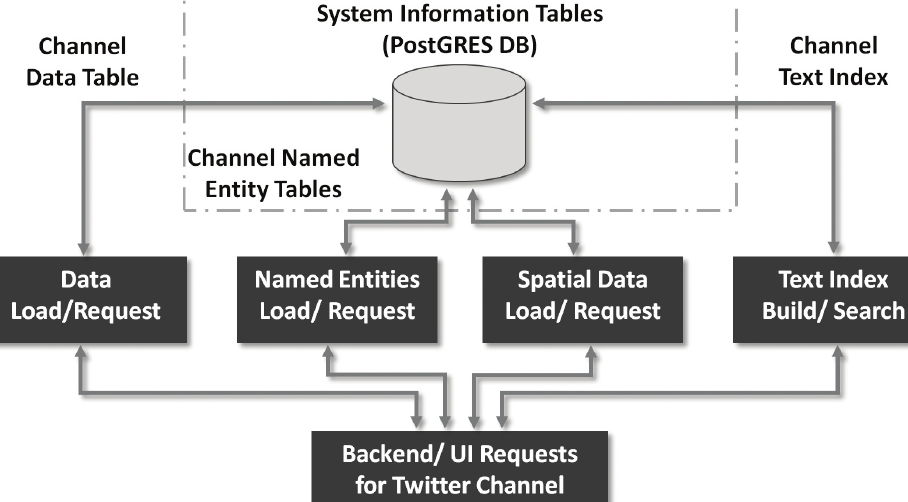 System Information Tables
(PostGRES DB)
Channel
Data Table
Channel
Text Index
Channel Named
Entity Tables
Data
Load/Request
Named Entities
Load/ Request
Spatial Data
Load/ Request
Text Index
Build/ Search
Backend/ UI Requests
for Twitter Channel